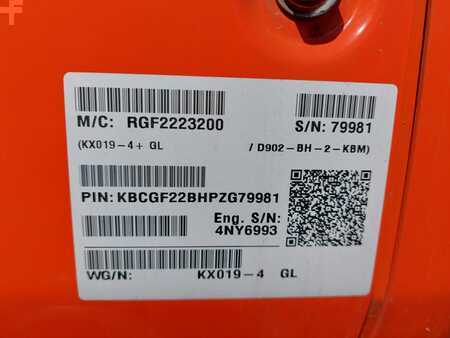 M/C: RGF2223200 S/N: 79981
(KX019-4+ GL / D902-BH-2-KBM)
PIN: KBCGF22BHPZG79981
Eng. S/N:
4NY6993
WG/N: KX019-4 GL